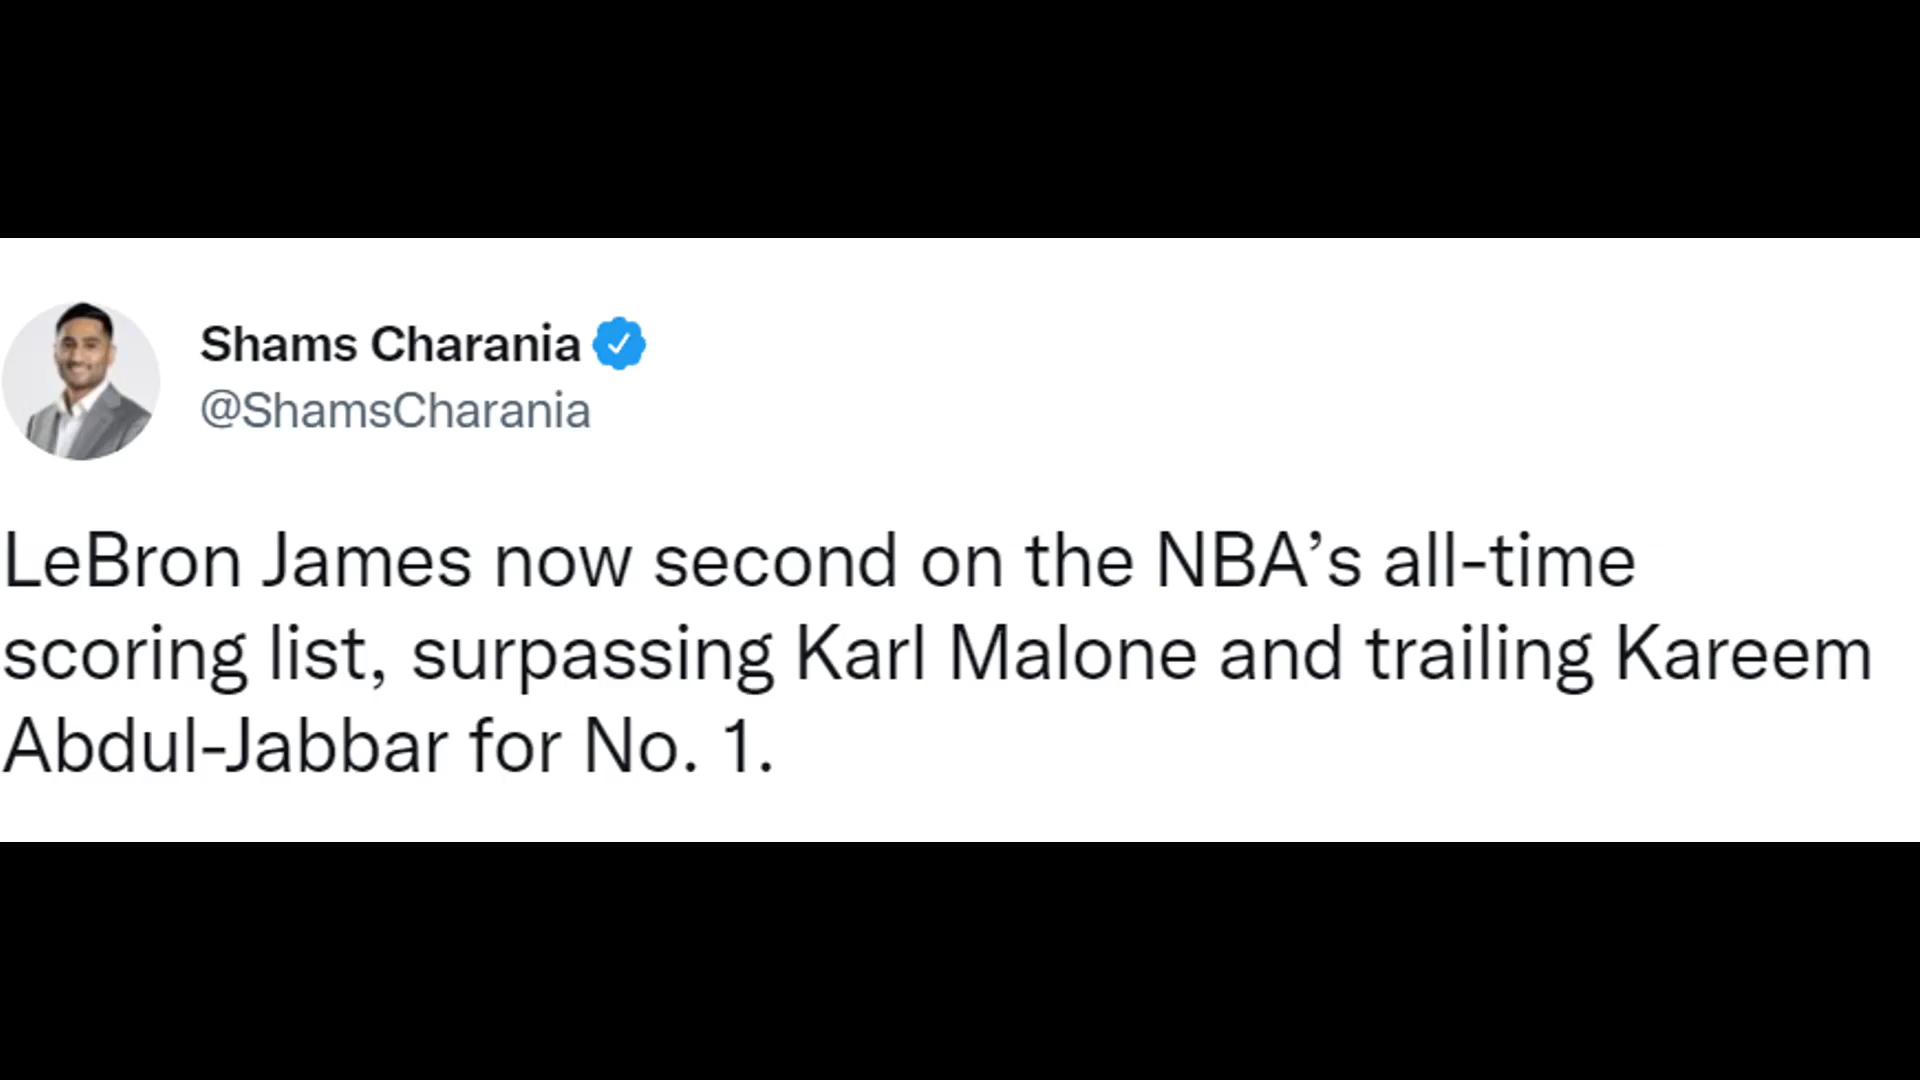 Shams Charania
@ShamsCharania
LeBron James now second on the NBA’s all-time
scoring list, surpassing Karl Malone and trailing Kareem
Abdul-Jabbar for No. 1.